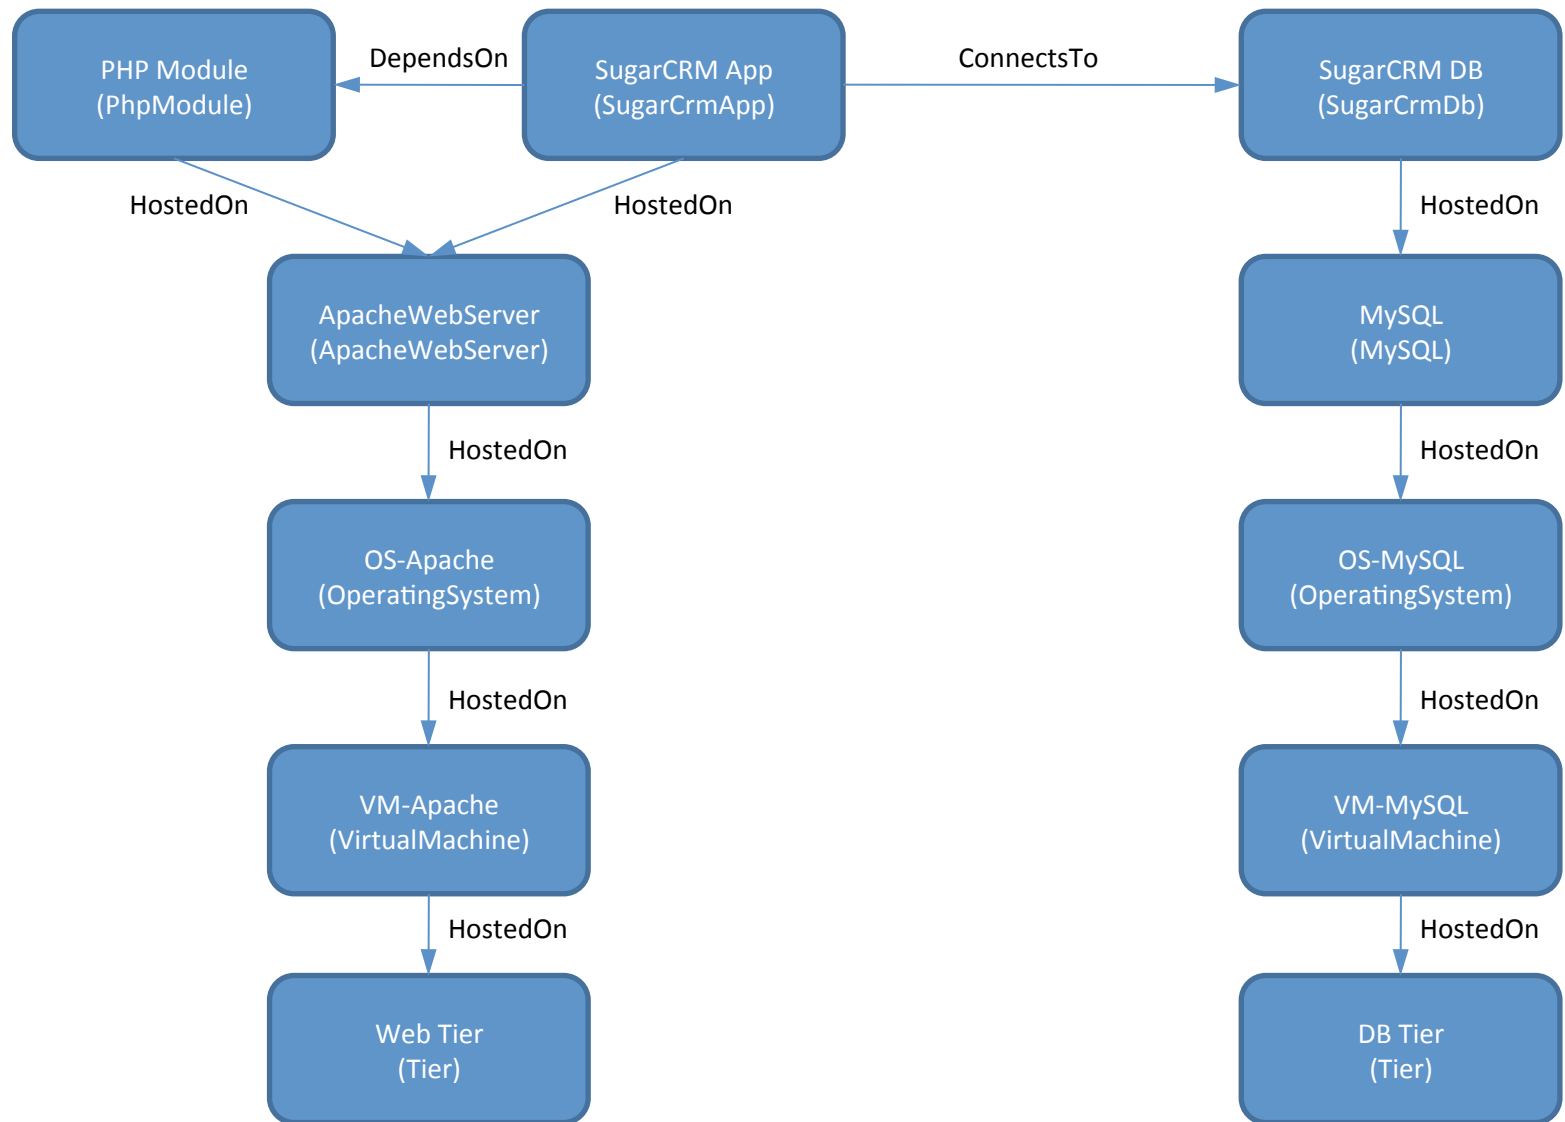 PHP Module
(PhpModule)
DependsOn
SugarCRM App
(SugarCrmApp)
ConnectsTo
SugarCRM DB
(SugarCrmDb)
HostedOn
HostedOn
HostedOn
ApacheWebServer
(ApacheWebServer)
MySQL
(MySQL)
HostedOn
HostedOn
OS-Apache
(OperatingSystem)
OS-MySQL
(OperatingSystem)
HostedOn
HostedOn
VM-Apache
(VirtualMachine)
VM-MySQL
(VirtualMachine)
HostedOn
HostedOn
Web Tier
(Tier)
DB Tier
(Tier)